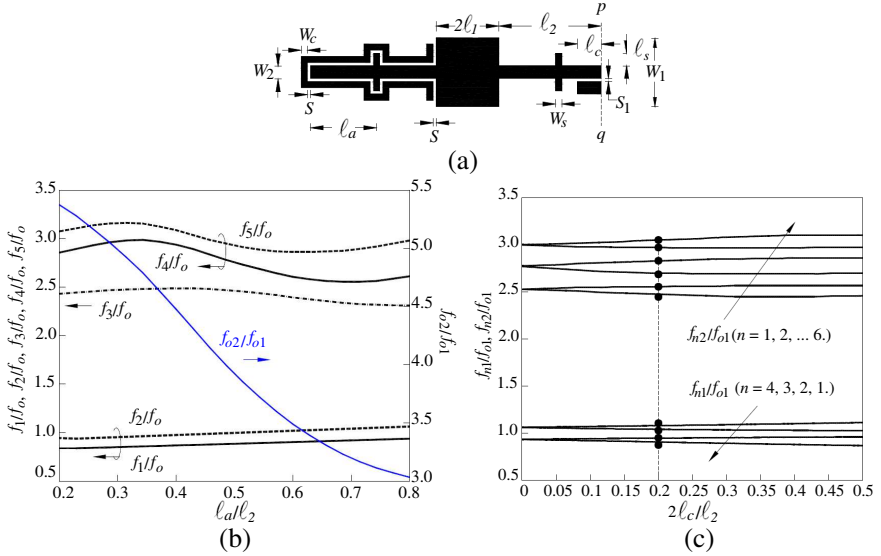 p
2ℓ1 ℓ2
Wc ℓc ℓs
W2 W1
S S1
ℓa S Ws
q
(a)
3.5 5.5
3.0 5.0
2.5 4.5
2.0 4.0
1.5 3.5
1.0 3.0
0.5
f1/fo, f2/fo, f3/fo, f4/fo, f5/fo
fo2/fo1
f5/fo
f4/fo
f3/fo
fo2/fo1
f2/fo
f1/fo
0.2 0.3 0.4 0.5 0.6 0.7 0.8
ℓa/ℓ2
(b)
3.5
3.0
2.5
2.0
1.5
1.0
0.5
fn1/fo1, fn2/fo1
fn2/fo1 (n = 1, 2, ... 6.)
fn1/fo1 (n = 4, 3, 2, 1.)
0 0.05 0.15 0.2 0.25 0.30 0.35 0.40 0.45 0.5
2ℓc/ℓ2
(c)